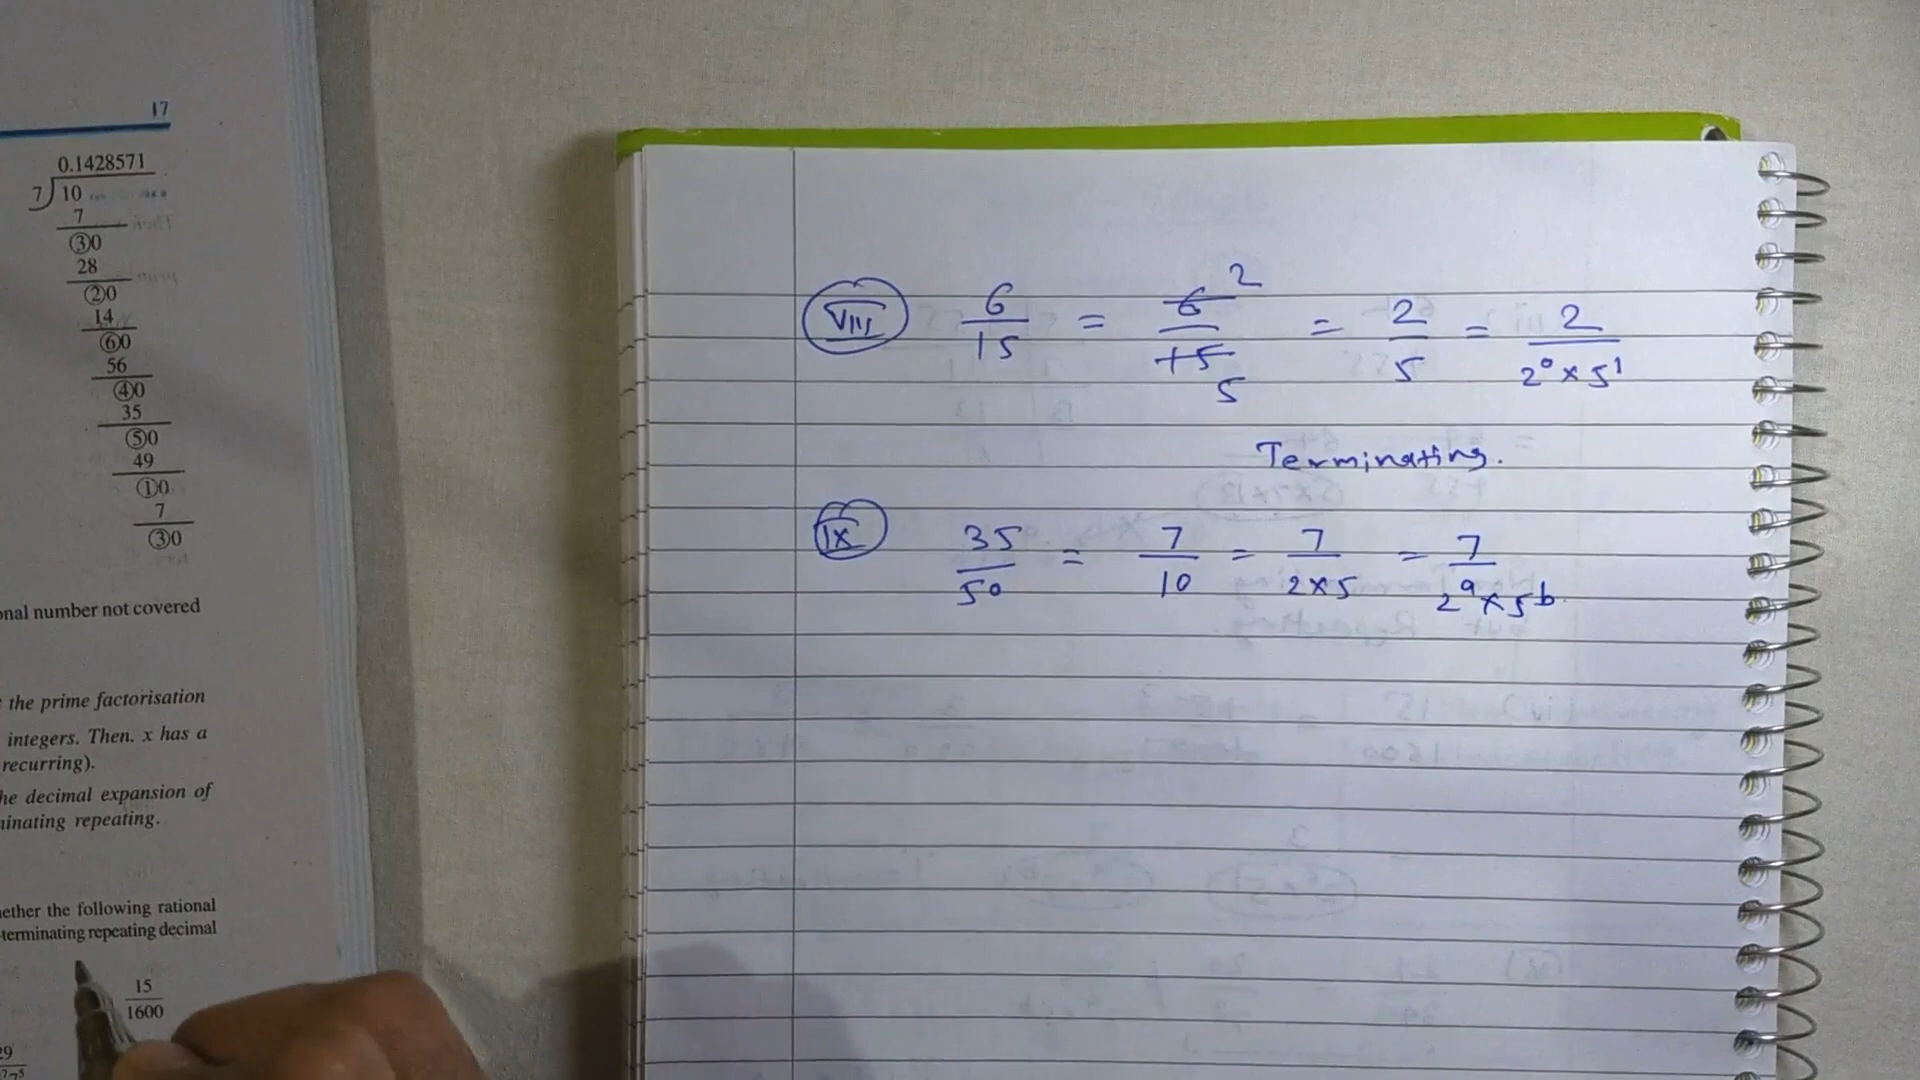 17
0.1428571
7 ) 10
7
30
28
20
14
60
56
40
35
50
49
10
7
30
onal number not covered
the prime factorisation
integers. Then. x has a
recurring).
he decimal expansion of
inating repeating.
ether the following rational
-terminating repeating decimal
15
1600
29
VIII 6/15 = 6/15 2 5 = 2/5 = 2/2⁰ × 5¹
Terminating.
IX 35/50 = 7/10 = 7/2×5 = 7/2ᵃ × 5ᵇ.